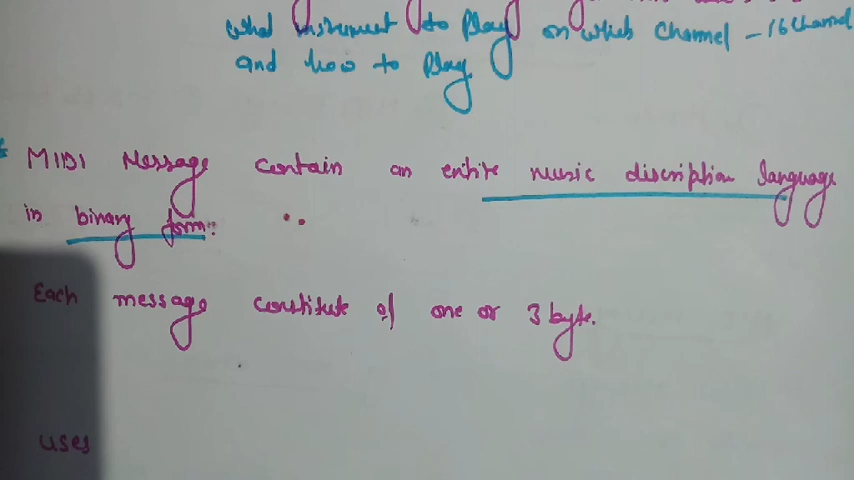 what instrument to play on which channel - 16 channel
and how to play
MIDI Message contain an entire music discription language
in binary form:
Each message constitute of one or 3 byte.
uses